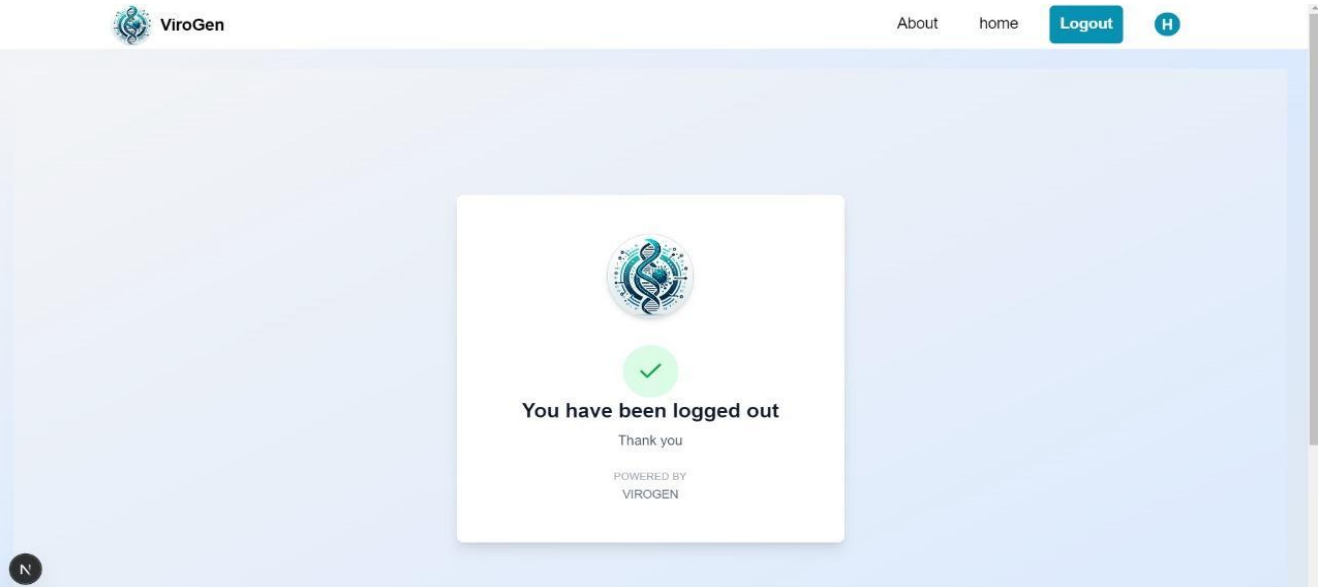 ViroGen
About home Logout H
You have been logged out
Thank you
POWERED BY
VIROGEN
N